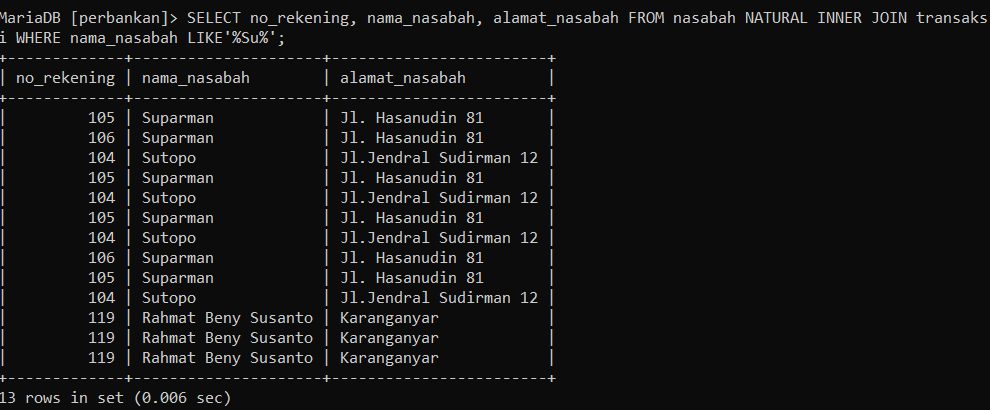 MariaDB [perbankan]> SELECT no_rekening, nama_nasabah, alamat_nasabah FROM nasabah NATURAL INNER JOIN transaks
i WHERE nama_nasabah LIKE'%Su%';
+-------------+---------------------+-------------------------+
| no_rekening | nama_nasabah        | alamat_nasabah          |
+-------------+---------------------+-------------------------+
|         105 | Suparman            | Jl. Hasanudin 81        |
|         106 | Suparman            | Jl. Hasanudin 81        |
|         104 | Sutopo              | Jl.Jendral Sudirman 12 |
|         105 | Suparman            | Jl. Hasanudin 81        |
|         104 | Sutopo              | Jl.Jendral Sudirman 12 |
|         105 | Suparman            | Jl. Hasanudin 81        |
|         104 | Sutopo              | Jl.Jendral Sudirman 12 |
|         106 | Suparman            | Jl. Hasanudin 81        |
|         105 | Suparman            | Jl. Hasanudin 81        |
|         104 | Sutopo              | Jl.Jendral Sudirman 12 |
|         119 | Rahmat Beny Susanto | Karanganyar             |
|         119 | Rahmat Beny Susanto | Karanganyar             |
|         119 | Rahmat Beny Susanto | Karanganyar             |
+-------------+---------------------+-------------------------+
13 rows in set (0.006 sec)